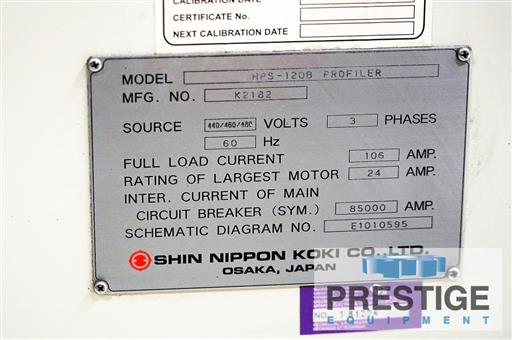 CALIBRATION DATE
CERTIFICATE No.
NEXT CALIBRATION DATE
MODEL HPS-120B PROFILER
MFG. NO. K2182
SOURCE 440/460/480 VOLTS 3 PHASES
60 Hz
FULL LOAD CURRENT 106 AMP.
RATING OF LARGEST MOTOR 24 AMP.
INTER. CURRENT OF MAIN
CIRCUIT BREAKER (SYM.) 85000 AMP.
SCHEMATIC DIAGRAM NO. E1010595
SHIN NIPPON KOKI CO., LTD.
OSAKA, JAPAN
PRESTIGE
EQUIPMENT
NO.